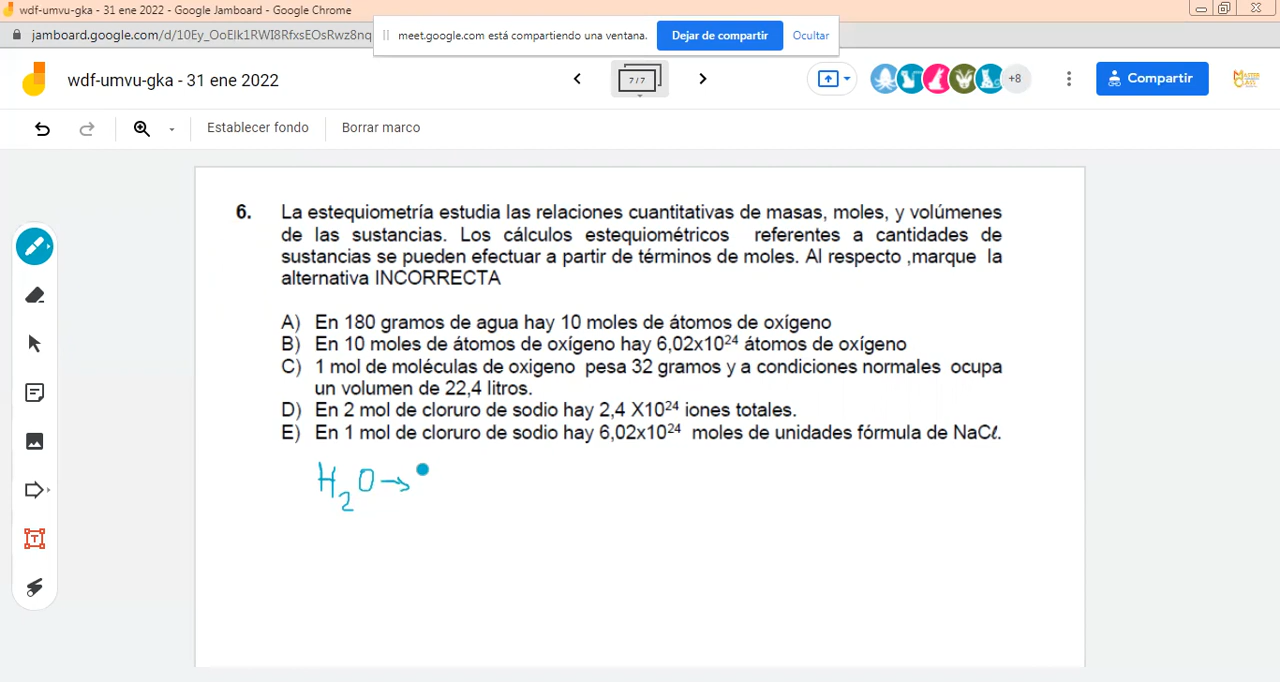 wdf-umvu-gka - 31 ene 2022 - Google Jamboard - Google Chrome
jamboard.google.com/d/10Ey_OoEIk1RWI8RfxsEOsRwz8nq
meet.google.com está compartiendo una ventana. Dejar de compartir Ocultar
wdf-umvu-gka - 31 ene 2022 7/7 +8 Compartir
Establecer fondo Borrar marco
6. La estequiometría estudia las relaciones cuantitativas de masas, moles, y volúmenes
de las sustancias. Los cálculos estequiométricos referentes a cantidades de
sustancias se pueden efectuar a partir de términos de moles. Al respecto ,marque la
alternativa INCORRECTA
A) En 180 gramos de agua hay 10 moles de átomos de oxígeno
B) En 10 moles de átomos de oxígeno hay 6,02x10²⁴ átomos de oxígeno
C) 1 mol de moléculas de oxigeno pesa 32 gramos y a condiciones normales ocupa
un volumen de 22,4 litros.
D) En 2 mol de cloruro de sodio hay 2,4 X10²⁴ iones totales.
E) En 1 mol de cloruro de sodio hay 6,02x10²⁴ moles de unidades fórmula de NaCℓ.
H₂O →